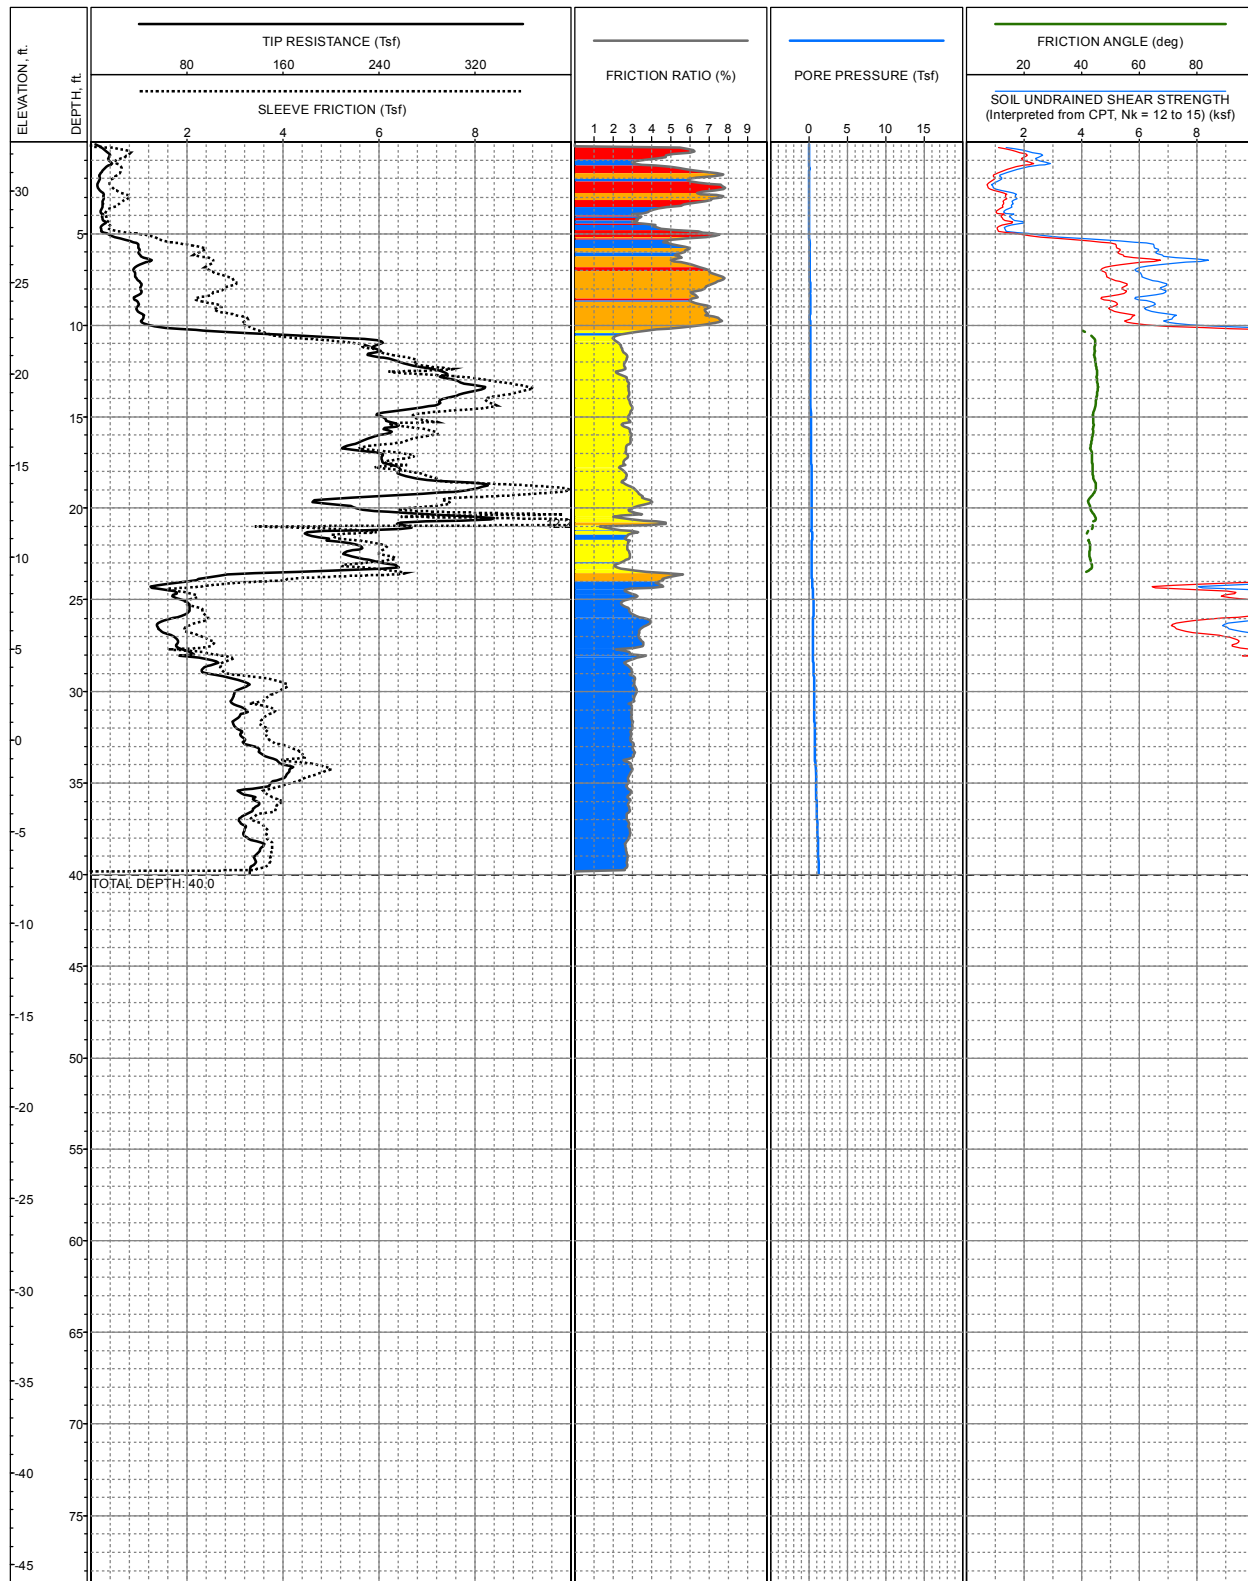 ELEVATION, ft.
DEPTH, ft.
TIP RESISTANCE (Tsf)
80 160 240 320
SLEEVE FRICTION (Tsf)
2 4 6 8
FRICTION RATIO (%)
1 2 3 4 5 6 7 8 9
PORE PRESSURE (Tsf)
0 5 10 15
FRICTION ANGLE (deg)
20 40 60 80
SOIL UNDRAINED SHEAR STRENGTH
(Interpreted from CPT, Nk = 12 to 15) (ksf)
2 4 6 8
30
5
25
10
20
15
15
20
10
25
5
30
0
35
-5
40
TOTAL DEPTH: 40.0
-10
45
-15
50
-20
55
-25
60
-30
65
-35
70
-40
75
-45